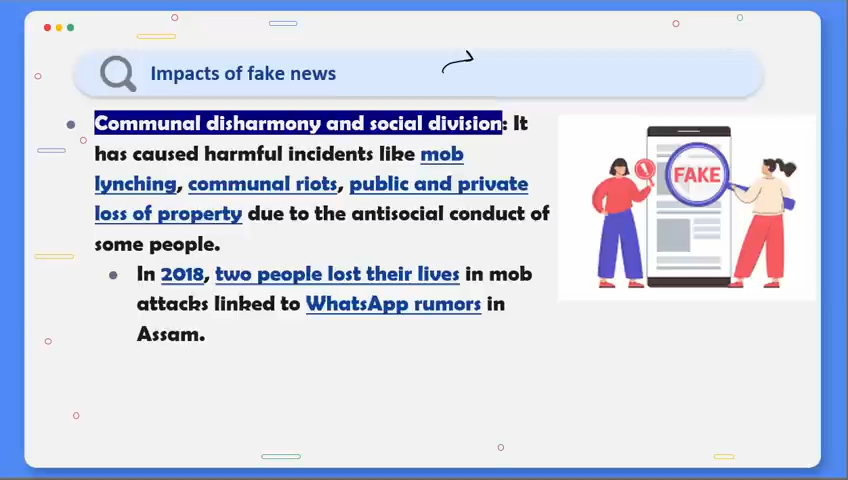 Impacts of fake news
Communal disharmony and social division: It
has caused harmful incidents like mob
lynching, communal riots, public and private
loss of property due to the antisocial conduct of
some people.
FAKE
In 2018, two people lost their lives in mob
attacks linked to WhatsApp rumors in
Assam.